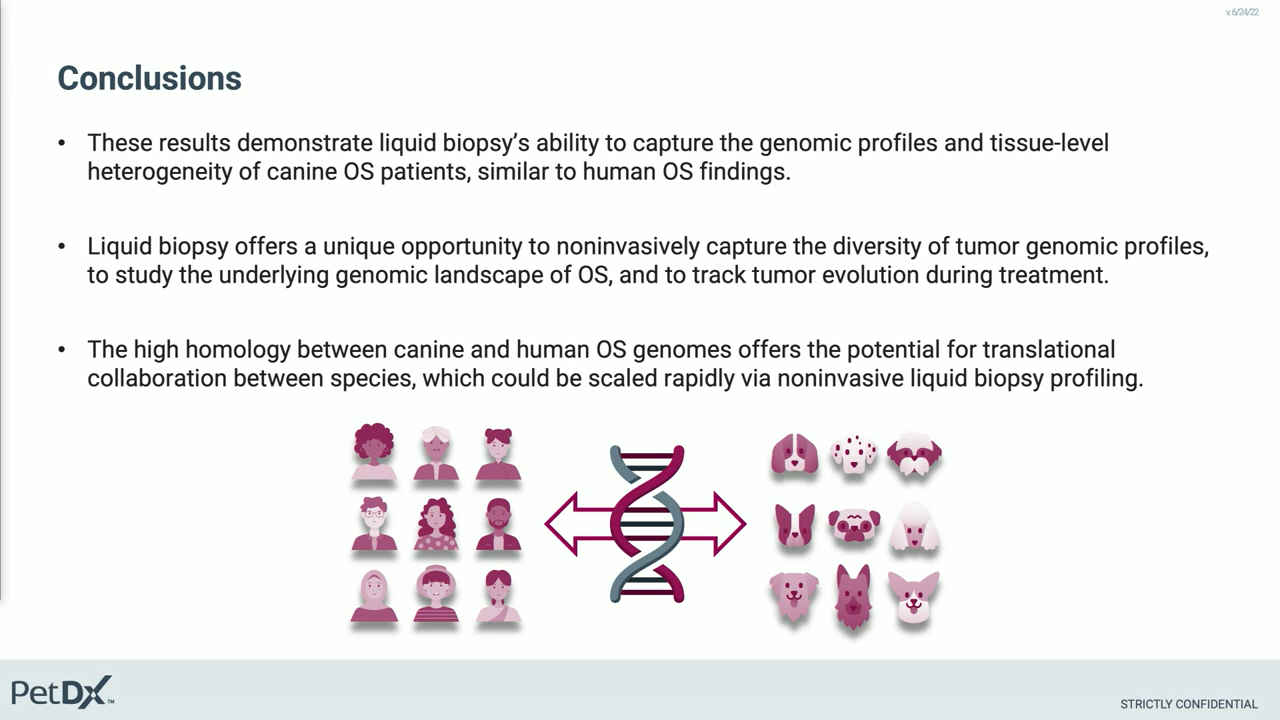 v.6/24/22
Conclusions
• These results demonstrate liquid biopsy’s ability to capture the genomic profiles and tissue-level
heterogeneity of canine OS patients, similar to human OS findings.
• Liquid biopsy offers a unique opportunity to noninvasively capture the diversity of tumor genomic profiles,
to study the underlying genomic landscape of OS, and to track tumor evolution during treatment.
• The high homology between canine and human OS genomes offers the potential for translational
collaboration between species, which could be scaled rapidly via noninvasive liquid biopsy profiling.
PetDX™
STRICTLY CONFIDENTIAL